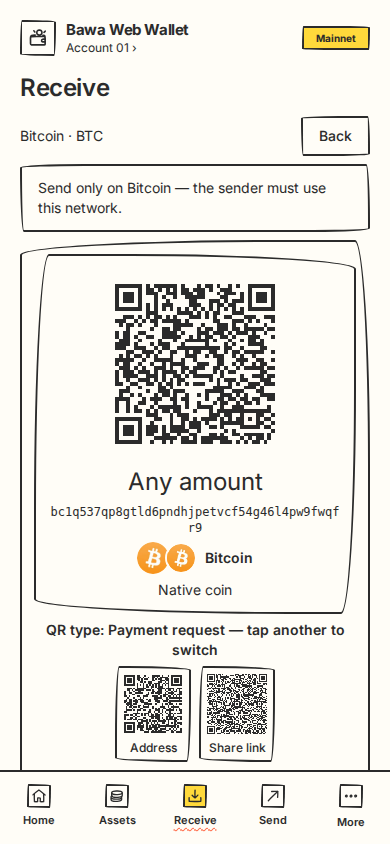 Bawa Web Wallet
Account 01 ›
Mainnet
Receive
Bitcoin · BTC
Back
Send only on Bitcoin — the sender must use
this network.
Any amount
bc1q537qp8gtld6pndhjpetvcf54g46l4pw9fwqf
r9
Bitcoin
Native coin
QR type: Payment request — tap another to
switch
Address
Share link
Home
Assets
Receive
Send
More